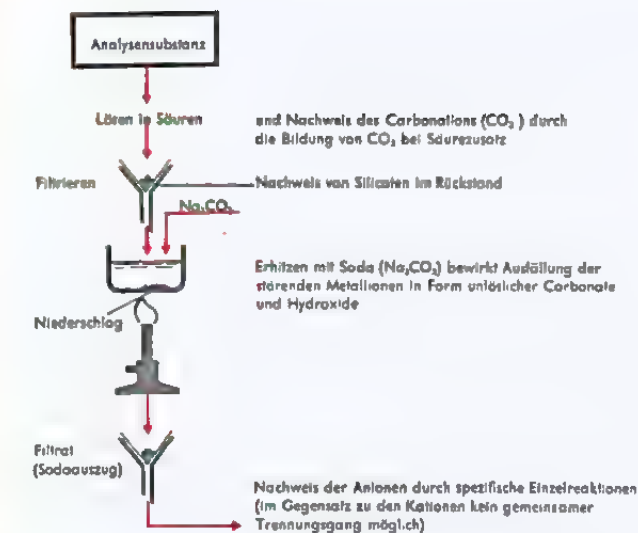 Analysensubstanz
Lösen in Säuren
und Nachweis des Carbonations (CO₃ ) durch
die Bildung von CO₂ bei Säurezusatz
Filtrieren
Nachweis von Silicaten im Rückstand
Na₂CO₃
Erhitzen mit Soda (Na₂CO₃) bewirkt Ausfällung der
störenden Metallionen in Form unlöslicher Carbonate
und Hydroxide
Niederschlag
Filtrat
(Sodaauszug)
Nachweis der Anionen durch spezifische Einzelreaktionen
(im Gegensatz zu den Kationen kein gemeinsamer
Trennungsgang möglich)